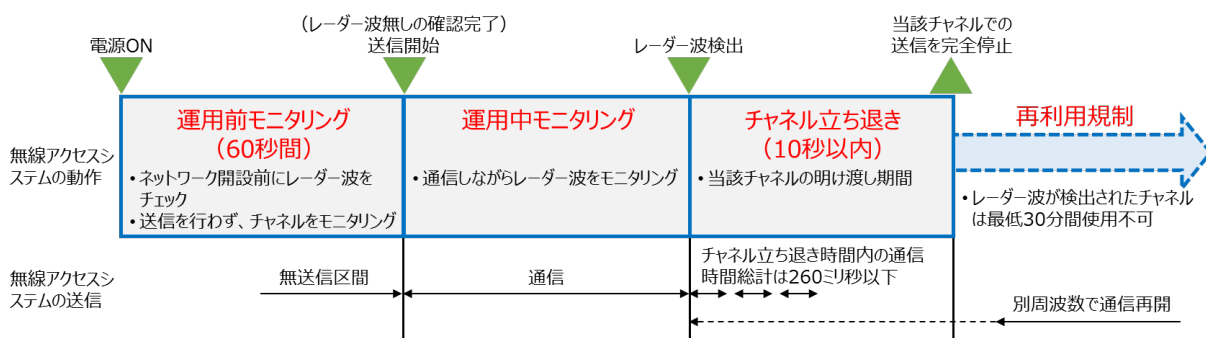 電源ON
(レーダー波無しの確認完了)
送信開始
レーダー波検出
当該チャネルでの
送信を完全停止
無線アクセスシ
ステムの動作
運用前モニタリング
(60秒間)
• ネットワーク開設前にレーダー波を
チェック
• 送信を行わず、チャネルをモニタリング
運用中モニタリング
• 通信しながらレーダー波をモニタリング
チャネル立ち退き
(10秒以内)
• 当該チャネルの明け渡し期間
再利用規制
• レーダー波が検出されたチャネル
は最低30分間使用不可
無線アクセスシ
ステムの送信
無送信区間
通信
チャネル立ち退き時間内の通信
時間総計は260ミリ秒以下
別周波数で通信再開